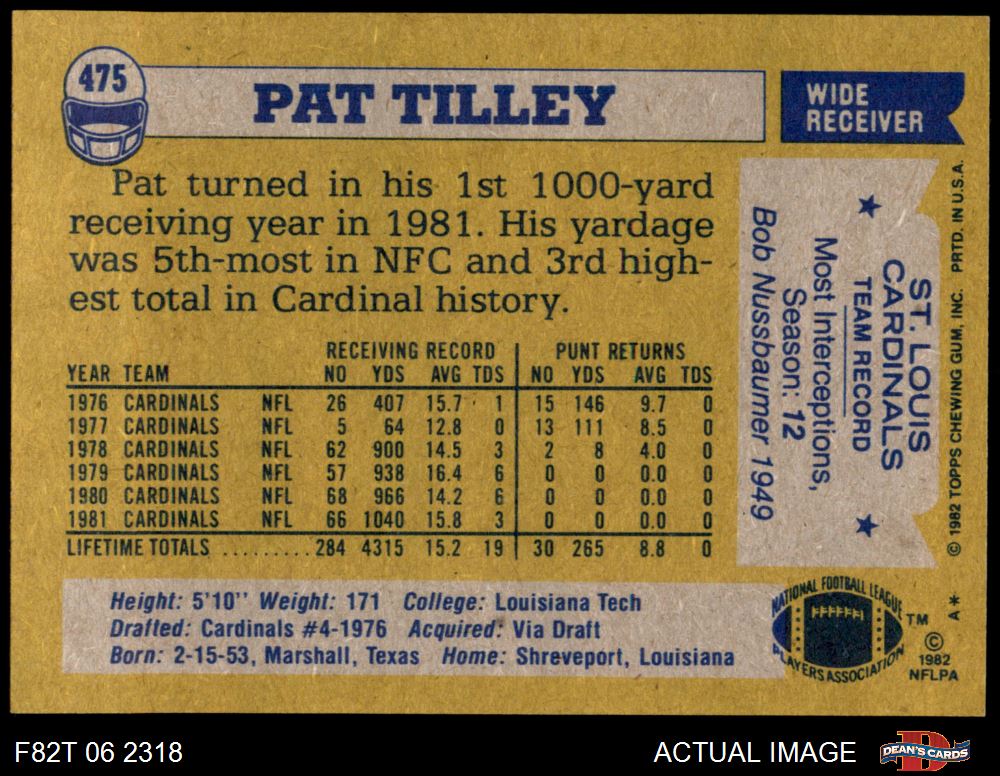 475
PAT TILLEY
WIDE
RECEIVER
Pat turned in his 1st 1000-yard
receiving year in 1981. His yardage
was 5th-most in NFC and 3rd high-
est total in Cardinal history.
RECEIVING RECORD PUNT RETURNS
YEAR TEAM NO YDS AVG TDS NO YDS AVG TDS
1976 CARDINALS NFL 26 407 15.7 1 15 146 9.7 0
1977 CARDINALS NFL 5 64 12.8 0 13 111 8.5 0
1978 CARDINALS NFL 62 900 14.5 3 2 8 4.0 0
1979 CARDINALS NFL 57 938 16.4 6 0 0 0.0 0
1980 CARDINALS NFL 68 966 14.2 6 0 0 0.0 0
1981 CARDINALS NFL 66 1040 15.8 3 0 0 0.0 0
LIFETIME TOTALS ......... 284 4315 15.2 19 30 265 8.8 0
ST. LOUIS
CARDINALS
★ TEAM RECORD ★
Most Interceptions,
Season: 12
Bob Nussbaumer 1949
© 1982 TOPPS CHEWING GUM, INC. PRTD. IN U.S.A.
A*
Height: 5'10" Weight: 171 College: Louisiana Tech
Drafted: Cardinals #4-1976 Acquired: Via Draft
Born: 2-15-53, Marshall, Texas Home: Shreveport, Louisiana
NATIONAL FOOTBALL LEAGUE
PLAYERS ASSOCIATION
TM
©
1982
NFLPA
F82T 06 2318
ACTUAL IMAGE
D
DEAN'S CARDS